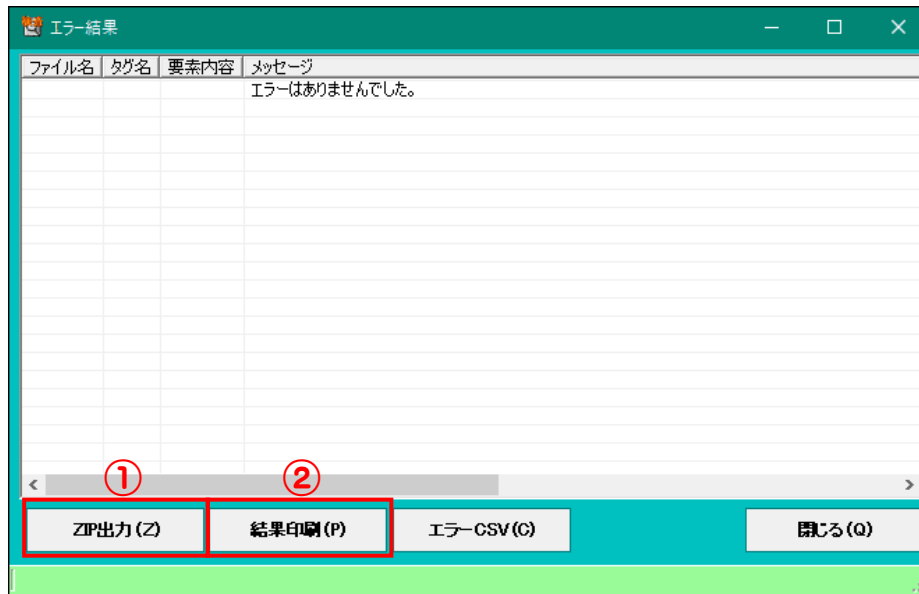 エラー結果
ファイル名 タグ名 要素内容 メッセージ
エラーはありませんでした。
① ②
ZIP出力(Z) 結果印刷(P) エラーCSV(C) 閉じる(Q)